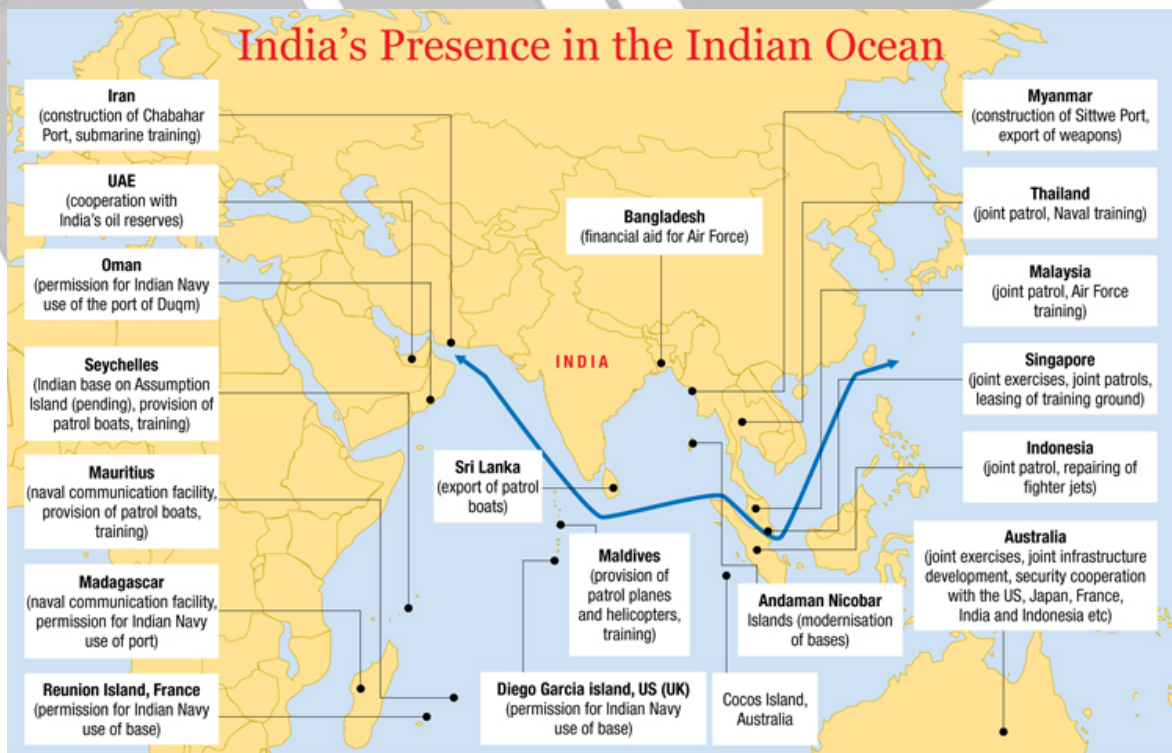 India's Presence in the Indian Ocean
Iran
(construction of Chabahar
Port, submarine training)
UAE
(cooperation with
India's oil reserves)
Oman
(permission for Indian Navy
use of the port of Duqm)
Seychelles
(Indian base on Assumption
Island (pending), provision of
patrol boats, training)
Mauritius
(naval communication facility,
provision of patrol boats,
training)
Madagascar
(naval communication facility,
permission for Indian Navy
use of port)
Reunion Island, France
(permission for Indian Navy
use of base)
Bangladesh
(financial aid for Air Force)
INDIA
Sri Lanka
(export of patrol
boats)
Maldives
(provision of
patrol planes
and helicopters,
training)
Diego Garcia island, US (UK)
(permission for Indian Navy
use of base)
Cocos Island,
Australia
Andaman Nicobar
Islands (modernisation
of bases)
Myanmar
(construction of Sittwe Port,
export of weapons)
Thailand
(joint patrol, Naval training)
Malaysia
(joint patrol, Air Force
training)
Singapore
(joint exercises, joint patrols,
leasing of training ground)
Indonesia
(joint patrol, repairing of
fighter jets)
Australia
(joint exercises, joint infrastructure
development, security cooperation
with the US, Japan, France,
India and Indonesia etc)